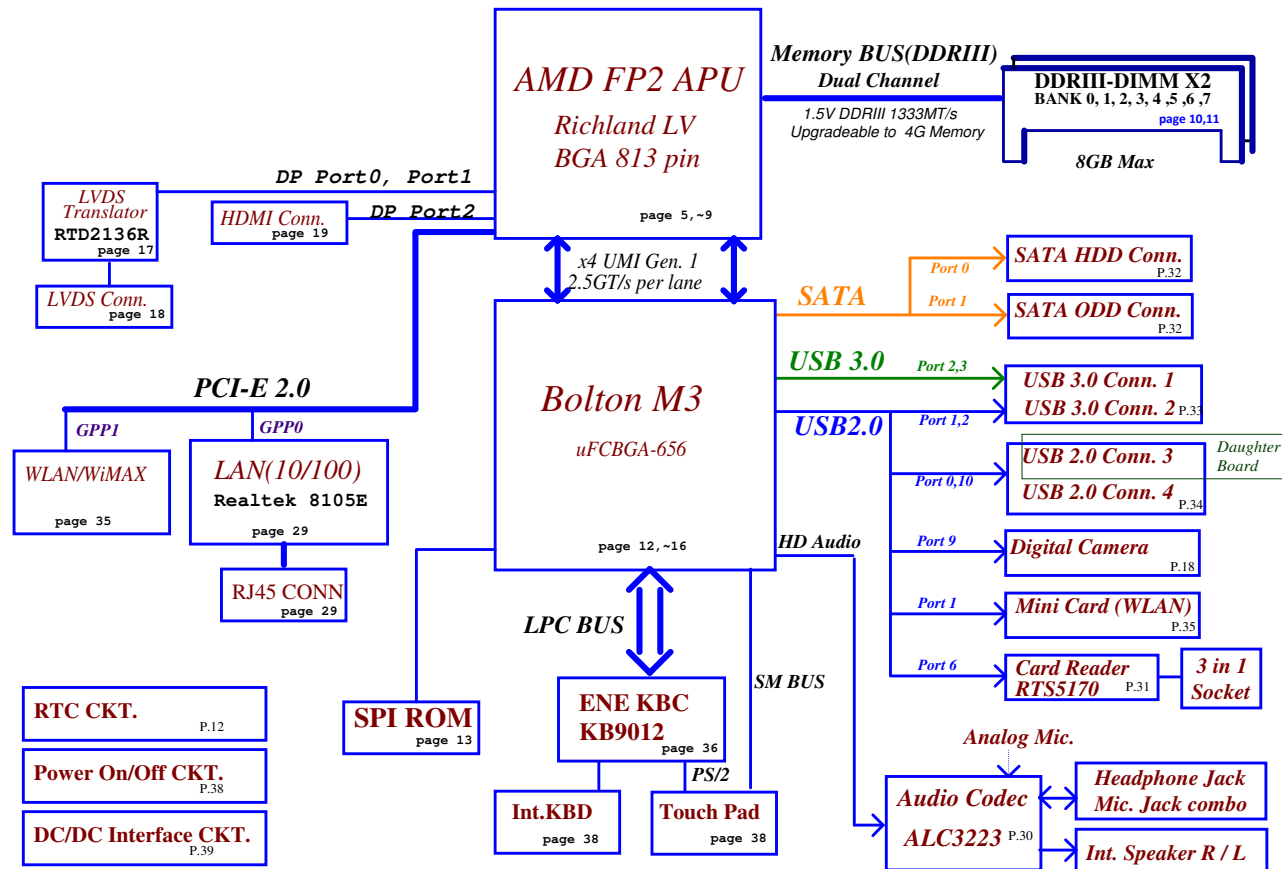 AMD FP2 APU
Richland LV
BGA 813 pin
page 5,~9
Memory BUS(DDRIII)
Dual Channel
1.5V DDRIII 1333MT/s
Upgradeable to 4G Memory
DDRIII-DIMM X2
BANK 0, 1, 2, 3, 4 ,5 ,6 ,7
page 10,11
8GB Max
DP Port0, Port1
DP Port2
LVDS
Translator
RTD2136R
page 17
HDMI Conn.
page 19
LVDS Conn.
page 18
x4 UMI Gen. 1
2.5GT/s per lane
SATA
Port 0
SATA HDD Conn.
P.32
Port 1
SATA ODD Conn.
P.32
Bolton M3
uFCBGA-656
page 12,~16
USB 3.0
Port 2,3
USB 3.0 Conn. 1
USB 3.0 Conn. 2
P.33
USB2.0
Port 1,2
Port 0,10
USB 2.0 Conn. 3
USB 2.0 Conn. 4
P.34
Daughter
Board
Port 9
Digital Camera
P.18
Port 1
Mini Card (WLAN)
P.35
Port 6
Card Reader
RTS5170
P.31
3 in 1
Socket
PCI-E 2.0
GPP1
GPP0
WLAN/WiMAX
page 35
LAN(10/100)
Realtek 8105E
page 29
RJ45 CONN
page 29
HD Audio
LPC BUS
SM BUS
SPI ROM
page 13
ENE KBC
KB9012
page 36
PS/2
Int.KBD
page 38
Touch Pad
page 38
Analog Mic.
Audio Codec
ALC3223
P.30
Headphone Jack
Mic. Jack combo
Int. Speaker R / L
RTC CKT.
P.12
Power On/Off CKT.
P.38
DC/DC Interface CKT.
P.39